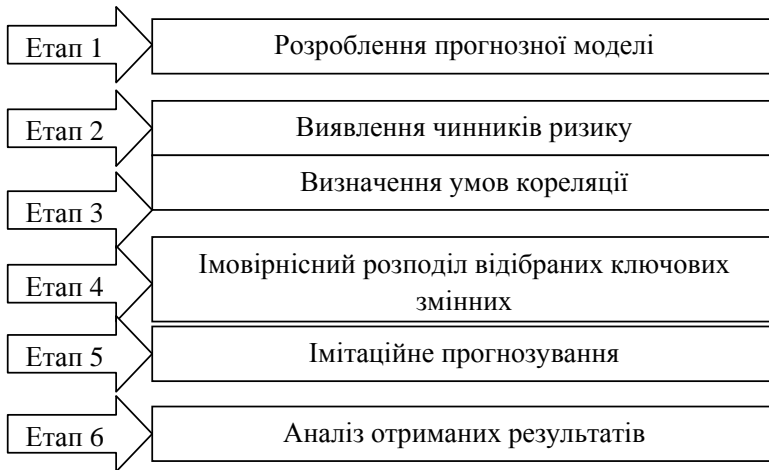 Етап 1
Розроблення прогнозної моделі
Етап 2
Виявлення чинників ризику
Етап 3
Визначення умов кореляції
Етап 4
Імовірнісний розподіл відібраних ключових
змінних
Етап 5
Імітаційне прогнозування
Етап 6
Аналіз отриманих результатів